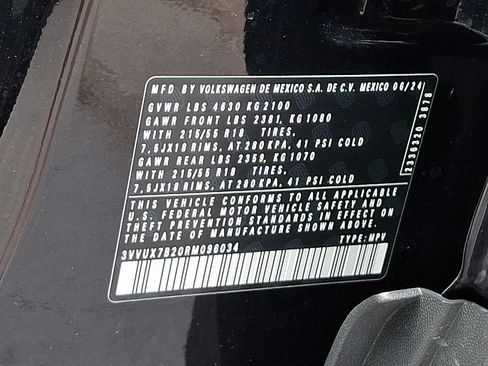 MFD BY VOLKSWAGEN DE MEXICO S.A. DE C.V. MEXICO 06/24
GVWR LBS 4630 KG 2100
GAWR FRONT LBS 2381, KG 1080
WITH 215/55 R18 TIRES,
7.5JX18 RIMS, AT 280 KPA, 41 PSI COLD
GAWR REAR LBS 2359, KG 1070
WITH 215/55 R18 TIRES,
7.5JX18 RIMS, AT 280 KPA, 41 PSI COLD
THIS VEHICLE CONFORMS TO ALL APPLICABLE
U.S. FEDERAL MOTOR VEHICLE SAFETY AND
THEFT PREVENTION STANDARDS IN EFFECT ON
THE DATE OF MANUFACTURE SHOWN ABOVE.
3VVUX7B20RM096034 TYPE: MPV
2336320 3878